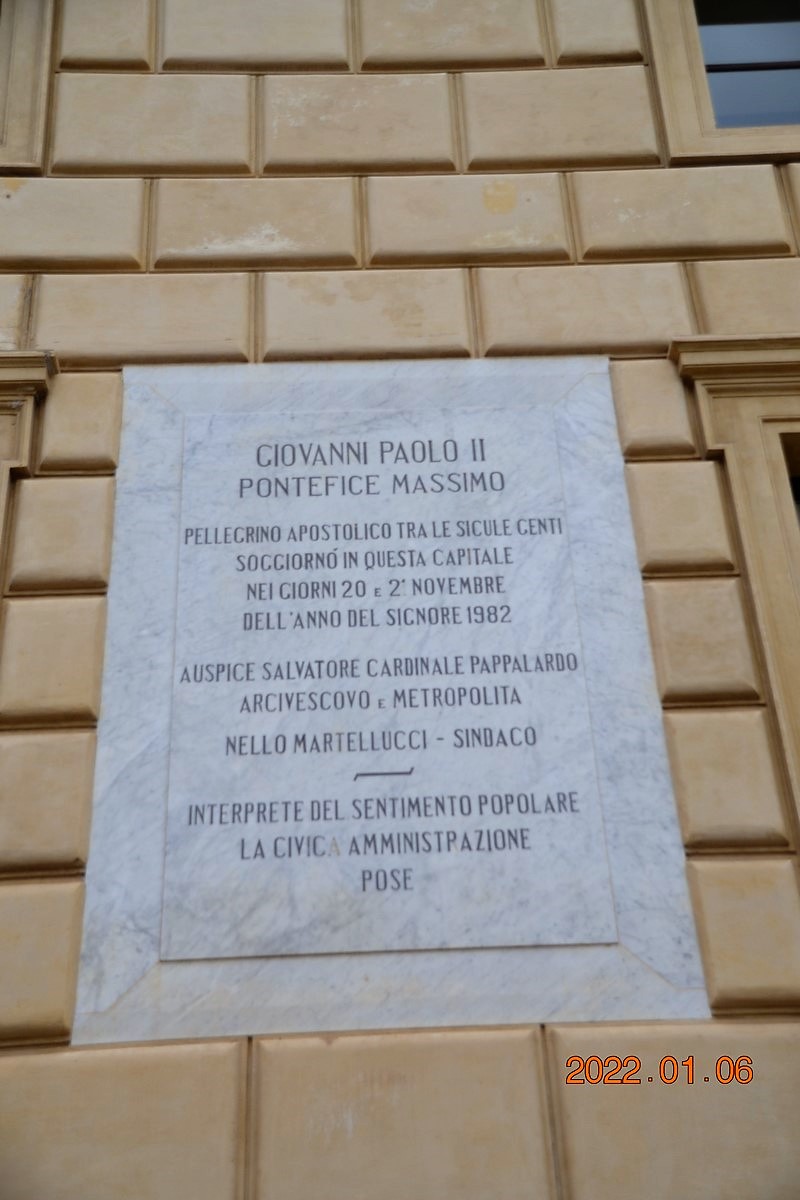 GIOVANNI PAOLO II
PONTEFICE MASSIMO
PELLEGRINO APOSTOLICO TRA LE SICULE GENTI
SOGGIORNÓ IN QUESTA CAPITALE
NEI GIORNI 20 E 2' NOVEMBRE
DELL'ANNO DEL SIGNORE 1982
AUSPICE SALVATORE CARDINALE PAPPALARDO
ARCIVESCOVO E METROPOLITA
NELLO MARTELLUCCI - SINDACO
INTERPRETE DEL SENTIMENTO POPOLARE
LA CIVICA AMMINISTRAZIONE
POSE
2022.01.06